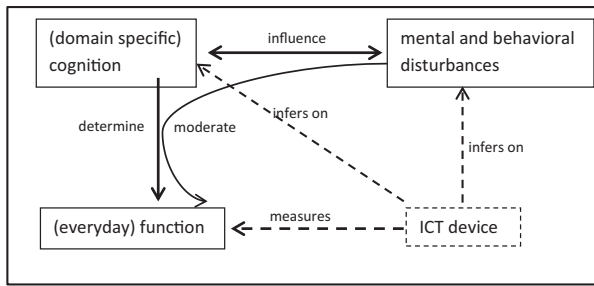 (domain specific)
cognition
influence
mental and behavioral
disturbances
determine
moderate
infers on
infers on
(everyday) function
measures
ICT device